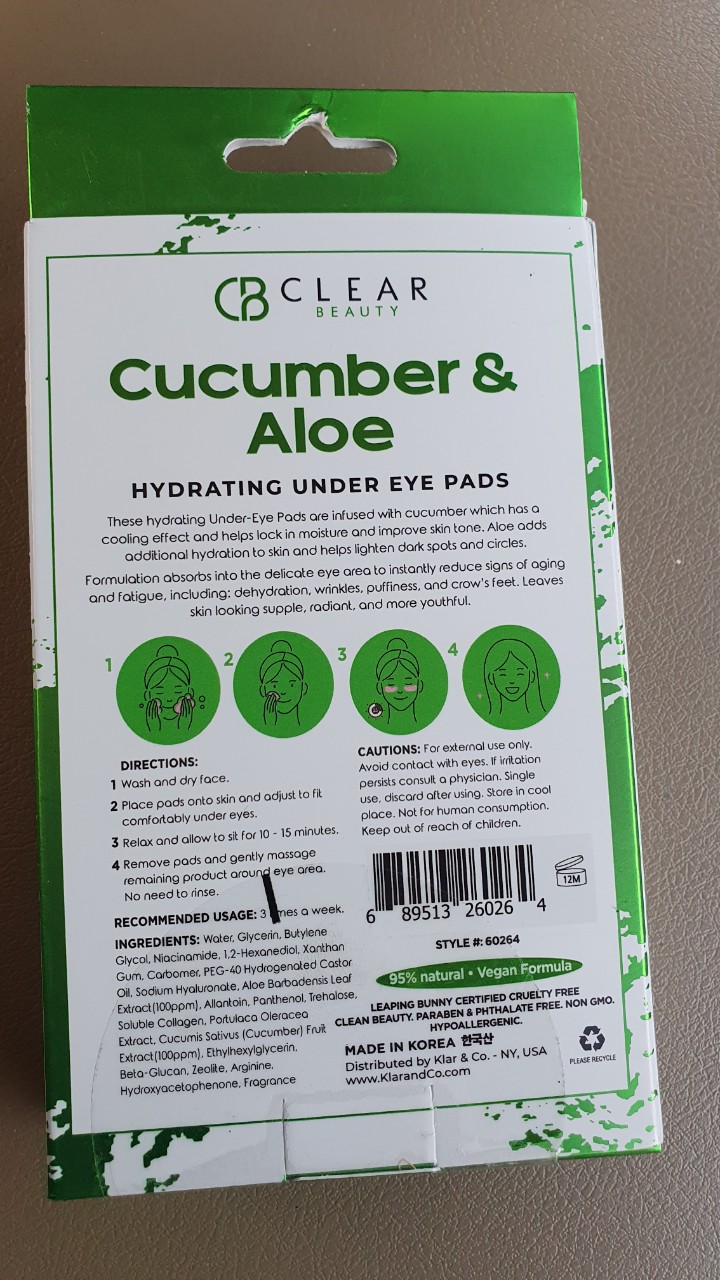 CB CLEAR
BEAUTY
Cucumber &
Aloe
HYDRATING UNDER EYE PADS
These hydrating Under-Eye Pads are infused with cucumber which has a
cooling effect and helps lock in moisture and improve skin tone. Aloe adds
additional hydration to skin and helps lighten dark spots and circles.
Formulation absorbs into the delicate eye area to instantly reduce signs of aging
and fatigue, including: dehydration, wrinkles, puffiness, and crow's feet. Leaves
skin looking supple, radiant, and more youthful.
1 2 3 4
DIRECTIONS:
1 Wash and dry face.
2 Place pads onto skin and adjust to fit
comfortably under eyes.
3 Relax and allow to sit for 10 - 15 minutes.
4 Remove pads and gently massage
remaining product around eye area.
No need to rinse.
RECOMMENDED USAGE: 3 a week.
INGREDIENTS: Water, Glycerin, Butylene
Glycol, Niacinamide, 1,2-Hexanediol, Xanthan
Gum, Carbomer, PEG-40 Hydrogenated Castor
Oil, Sodium Hyaluronate, Aloe Barbadensis Leaf
Extract(100ppm), Allantoin, Panthenol, Trehalose,
Soluble Collagen, Portulaca Oleracea
Extract, Cucumis Sativus (Cucumber) Fruit
Extract(100ppm), Ethylhexylglycerin,
Beta-Glucan, Zeolite, Arginine,
Hydroxyacetophenone, Fragrance
CAUTIONS: For external use only.
Avoid contact with eyes. If irritation
persists consult a physician. Single
use, discard after using. Store in cool
place. Not for human consumption.
Keep out of reach of children.
6 89513 26026 4
12M
STYLE #: 60264
95% natural • Vegan Formula
LEAPING BUNNY CERTIFIED CRUELTY FREE
CLEAN BEAUTY. PARABEN & PHTHALATE FREE. NON GMO.
HYPOALLERGENIC.
MADE IN KOREA 한국산
Distributed by Klar & Co. - NY, USA
www.KlarandCo.com
PLEASE RECYCLE